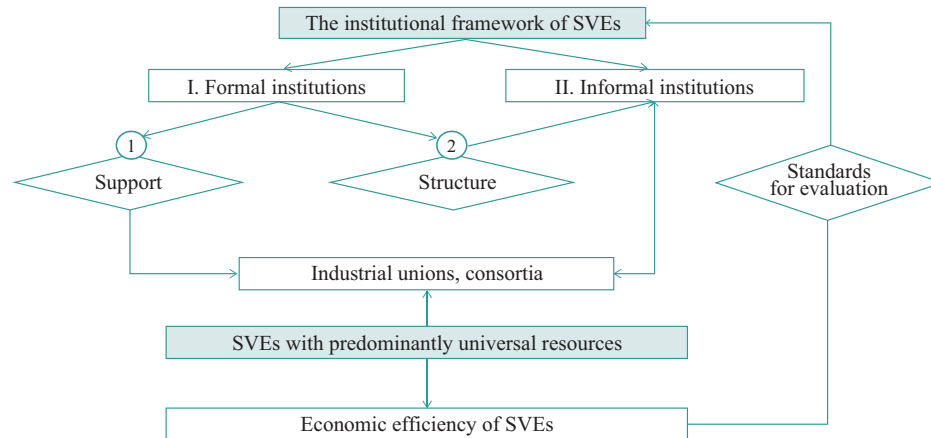 The institutional framework of SVEs
I. Formal institutions
II. Informal institutions
1
2
Support
Structure
Standards
for evaluation
Industrial unions, consortia
SVEs with predominantly universal resources
Economic efficiency of SVEs